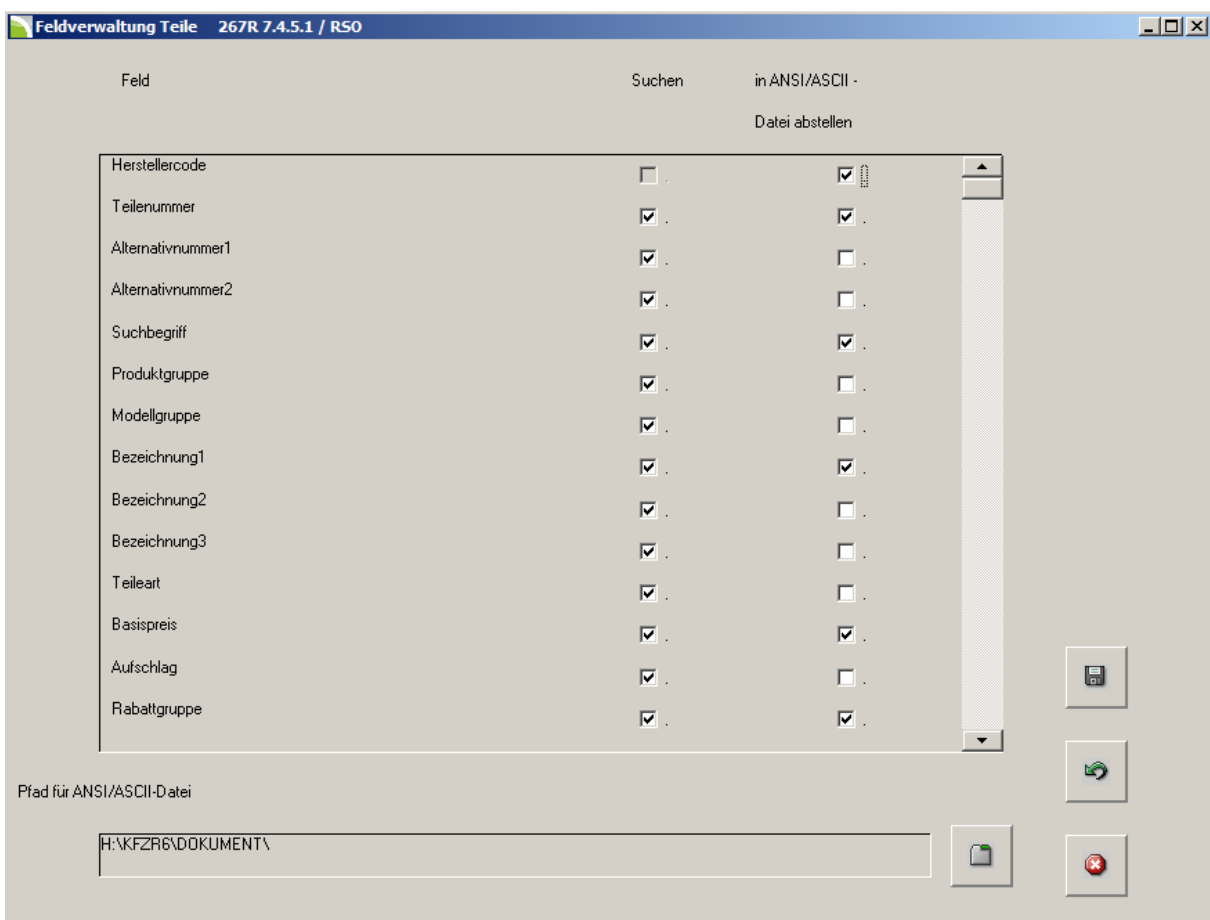 Feldverwaltung Teile 267R 7.4.5.1 / RSO
Feld Suchen in ANSI/ASCII -
Datei abstellen
Herstellercode
Teilenummer
Alternativnummer1
Alternativnummer2
Suchbegriff
Produktgruppe
Modellgruppe
Bezeichnung1
Bezeichnung2
Bezeichnung3
Teileart
Basispreis
Aufschlag
Rabattgruppe
Pfad für ANSI/ASCII-Datei
H:\KFZR6\DOKUMENT\